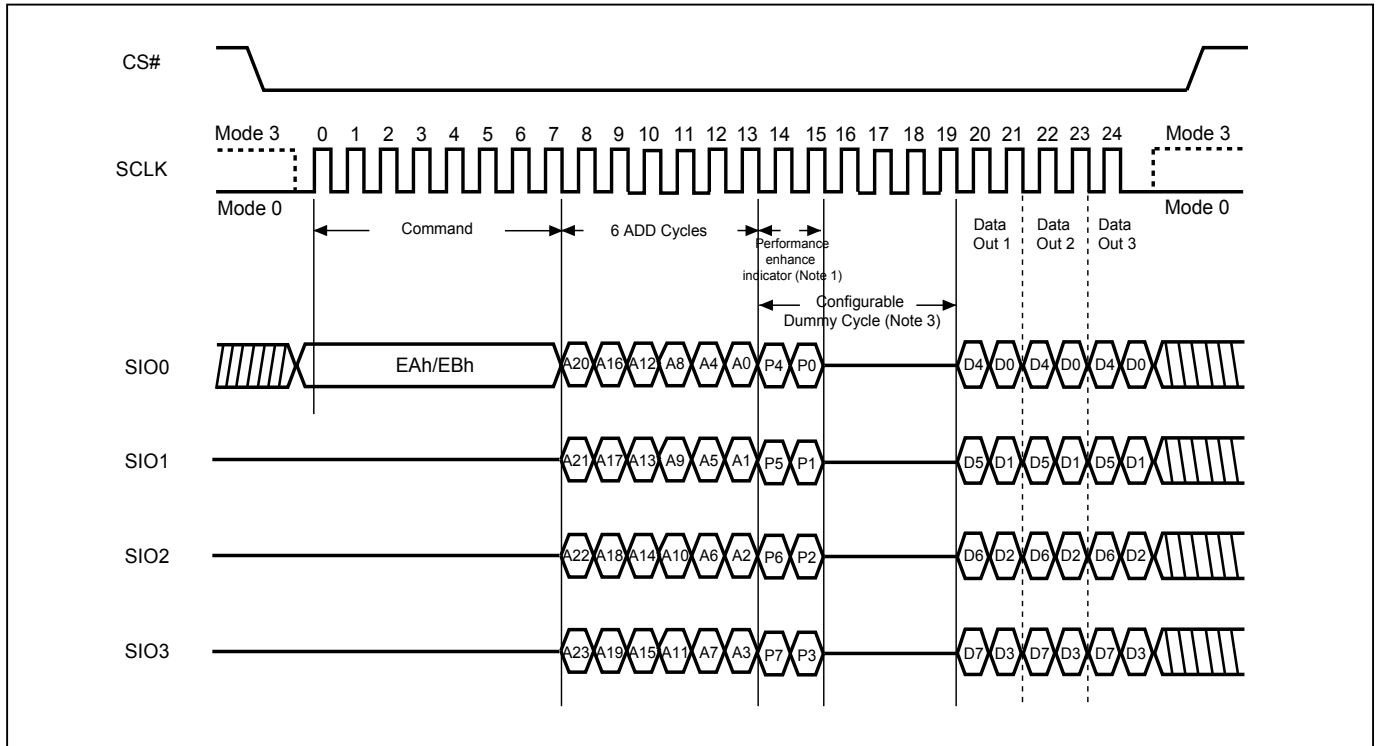 CS#
Mode 3 0 1 2 3 4 5 6 7 8 9 10 11 12 13 14 15 16 17 18 19 20 21 22 23 24 Mode 3
SCLK
Mode 0 Mode 0
Command 6 ADD Cycles Data Data Data
Out 1 Out 2 Out 3
Performance
enhance
indicator (Note 1)
Configurable
Dummy Cycle (Note 3)
SIO0 EAh/EBh A20 A16 A12 A8 A4 A0 P4 P0 D4 D0 D4 D0 D4 D0
SIO1 A21 A17 A13 A9 A5 A1 P5 P1 D5 D1 D5 D1 D5 D1
SIO2 A22 A18 A14 A10 A6 A2 P6 P2 D6 D2 D6 D2 D6 D2
SIO3 A23 A19 A15 A11 A7 A3 P7 P3 D7 D3 D7 D3 D7 D3